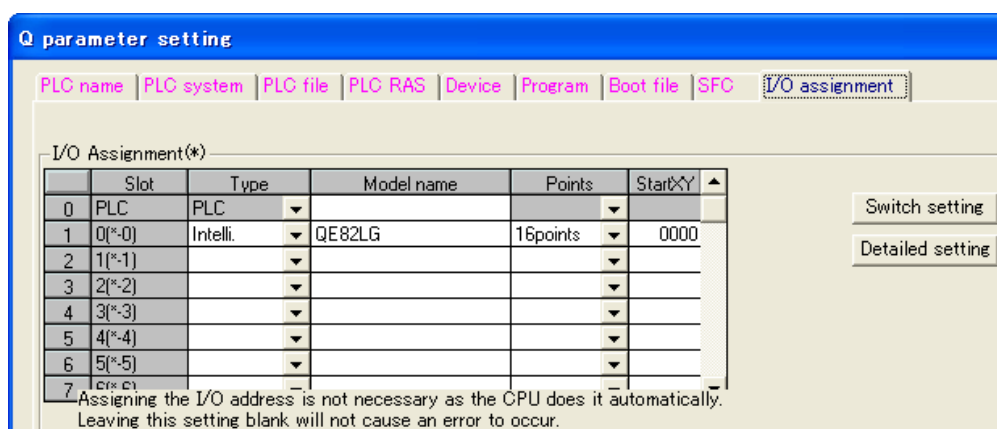 Q parameter setting
PLC name PLC system PLC file PLC RAS Device Program Boot file SFC I/O assignment
I/O Assignment(*)
Slot Type Model name Points StartXY
0 PLC PLC
1 0(*-0) Intelli. QE82LG 16points 0000
2 1(*-1)
3 2(*-2)
4 3(*-3)
5 4(*-4)
6 5(*-5)
7 6(*-6)
Switch setting
Detailed setting
Assigning the I/O address is not necessary as the CPU does it automatically.
Leaving this setting blank will not cause an error to occur.